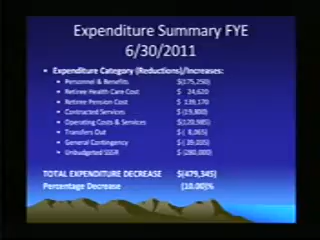 Expenditure Summary FYE
6/30/2011
• Expenditure Category (Reductions)/Increases:
• Personnel & Benefits $(175,250)
• Retiree Health Care Cost $ 24,620
• Retiree Pension Cost $ 139,170
• Contracted Services $ (19,800)
• Operating Costs & Services $(120,985)
• Transfers Out $ ( 8,065)
• General Contingency $ ( 39,035)
• Unbudgeted SSSR $ (280,000)
TOTAL EXPENDITURE DECREASE $(479,345)
Percentage Decrease (10.00)%